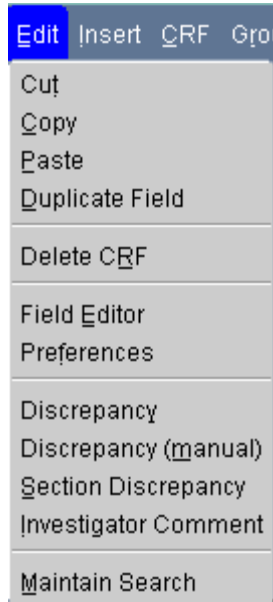 Edit Insert CRF Gro
Cut
Copy
Paste
Duplicate Field
Delete CRF
Field Editor
Preferences
Discrepancy
Discrepancy (manual)
Section Discrepancy
Investigator Comment
Maintain Search